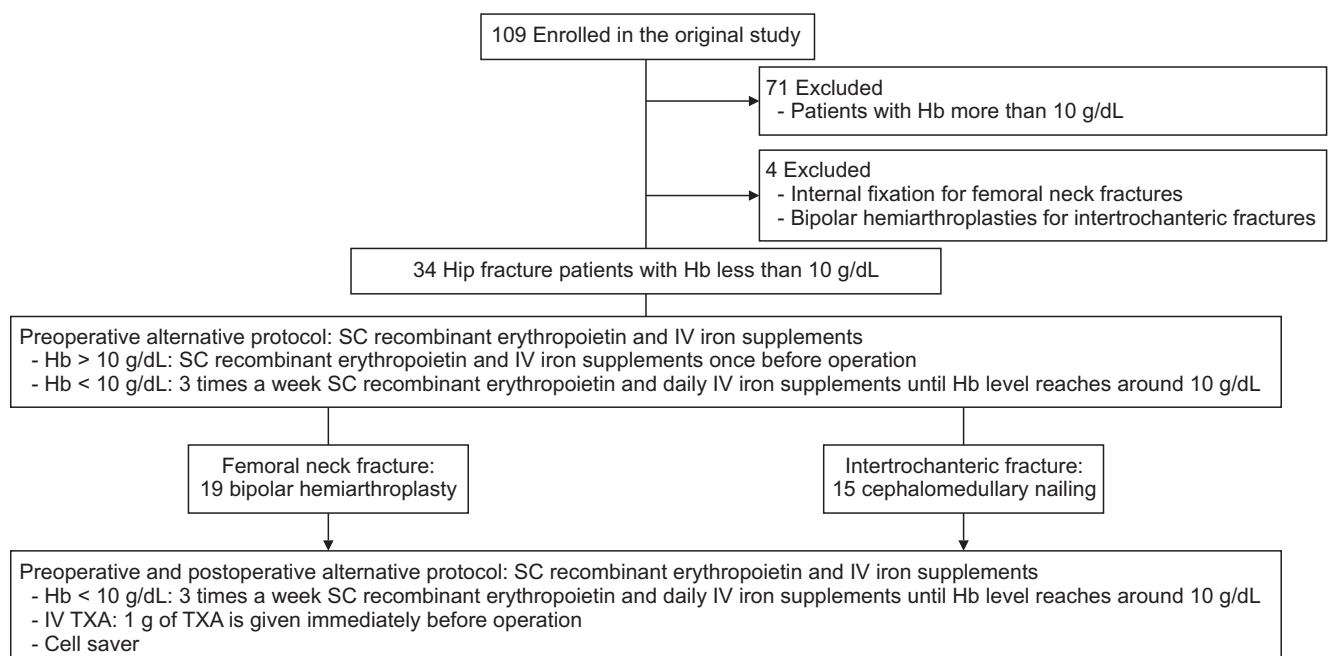 109 Enrolled in the original study
71 Excluded
- Patients with Hb more than 10 g/dL
4 Excluded
- Internal fixation for femoral neck fractures
- Bipolar hemiarthroplasties for intertrochanteric fractures
34 Hip fracture patients with Hb less than 10 g/dL
Preoperative alternative protocol: SC recombinant erythropoietin and IV iron supplements
- Hb > 10 g/dL: SC recombinant erythropoietin and IV iron supplements once before operation
- Hb < 10 g/dL: 3 times a week SC recombinant erythropoietin and daily IV iron supplements until Hb level reaches around 10 g/dL
Femoral neck fracture:
19 bipolar hemiarthroplasty
Intertrochanteric fracture:
15 cephalomedullary nailing
Preoperative and postoperative alternative protocol: SC recombinant erythropoietin and IV iron supplements
- Hb < 10 g/dL: 3 times a week SC recombinant erythropoietin and daily IV iron supplements until Hb level reaches around 10 g/dL
- IV TXA: 1 g of TXA is given immediately before operation
- Cell saver